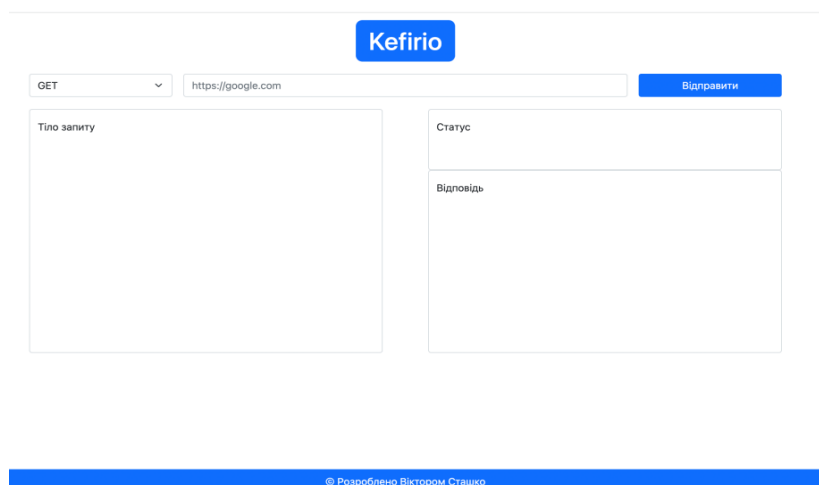 Kefirio
GET
https://google.com
Відправити
Тіло запиту
Статус
Відповідь
© Розроблено Віктором Сташко